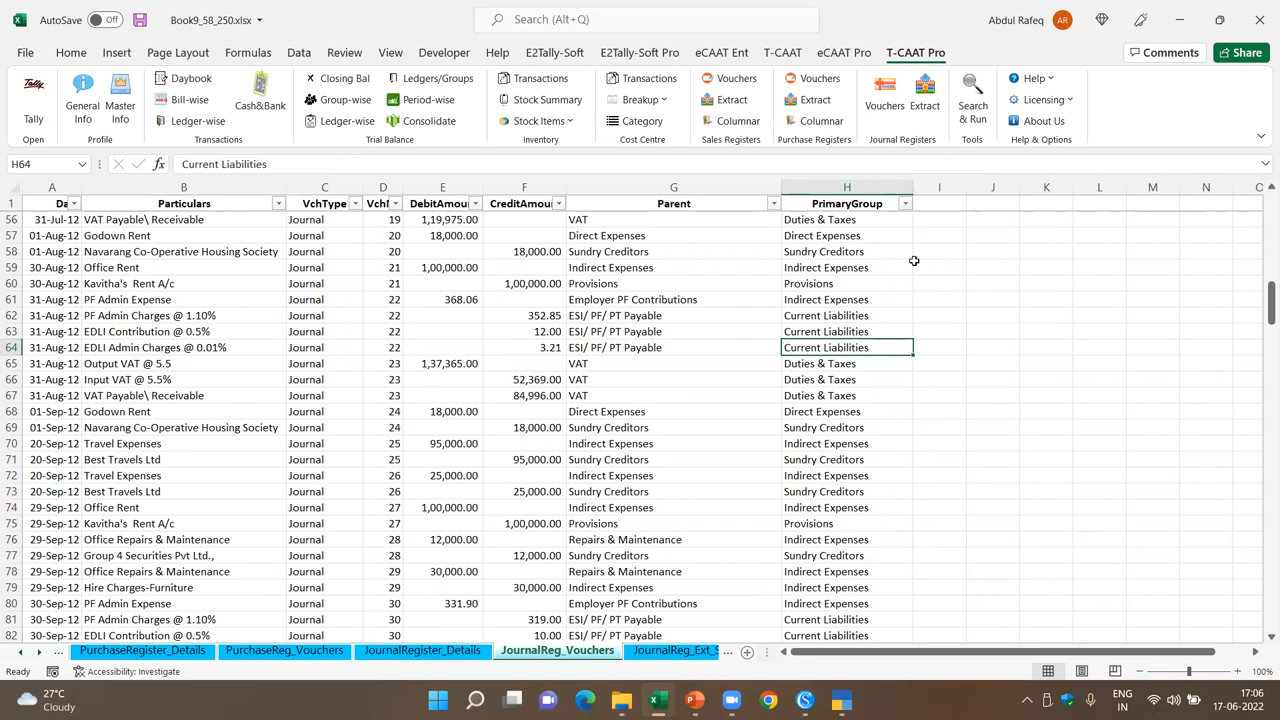 AutoSave Off Book9_58_250.xlsx Search (Alt+Q) Abdul Rafeq AR
File Home Insert Page Layout Formulas Data Review View Developer Help E2Tally-Soft E2Tally-Soft Pro eCAAT Ent T-CAAT eCAAT Pro T-CAAT Pro Comments Share
Tally Daybook Closing Bal Ledgers/Groups Transactions Transactions Vouchers Vouchers Help
General Info Master Info Bill-wise Cash&Bank Group-wise Period-wise Stock Summary Breakup Extract Extract Vouchers Extract Search & Run Licensing
Tally Ledger-wise Ledger-wise Consolidate Stock Items Category Columnar Columnar About Us
Open Profile Transactions Trial Balance Inventory Cost Centre Sales Registers Purchase Registers Journal Registers Tools Help & Options
H64 fx Current Liabilities
A B C D E F G H I J K L M N O
1 Da Particulars VchType VchN DebitAmoun CreditAmoun Parent PrimaryGroup
56 31-Jul-12 VAT Payable\ Receivable Journal 19 1,19,975.00 VAT Duties & Taxes
57 01-Aug-12 Godown Rent Journal 20 18,000.00 Direct Expenses Direct Expenses
58 01-Aug-12 Navarang Co-Operative Housing Society Journal 20 18,000.00 Sundry Creditors Sundry Creditors
59 30-Aug-12 Office Rent Journal 21 1,00,000.00 Indirect Expenses Indirect Expenses
60 30-Aug-12 Kavitha's Rent A/c Journal 21 1,00,000.00 Provisions Provisions
61 31-Aug-12 PF Admin Expense Journal 22 368.06 Employer PF Contributions Indirect Expenses
62 31-Aug-12 PF Admin Charges @ 1.10% Journal 22 352.85 ESI/ PF/ PT Payable Current Liabilities
63 31-Aug-12 EDLI Contribution @ 0.5% Journal 22 12.00 ESI/ PF/ PT Payable Current Liabilities
64 31-Aug-12 EDLI Admin Charges @ 0.01% Journal 22 3.21 ESI/ PF/ PT Payable Current Liabilities
65 31-Aug-12 Output VAT @ 5.5 Journal 23 1,37,365.00 VAT Duties & Taxes
66 31-Aug-12 Input VAT @ 5.5% Journal 23 52,369.00 VAT Duties & Taxes
67 31-Aug-12 VAT Payable\ Receivable Journal 23 84,996.00 VAT Duties & Taxes
68 01-Sep-12 Godown Rent Journal 24 18,000.00 Direct Expenses Direct Expenses
69 01-Sep-12 Navarang Co-Operative Housing Society Journal 24 18,000.00 Sundry Creditors Sundry Creditors
70 20-Sep-12 Travel Expenses Journal 25 95,000.00 Indirect Expenses Indirect Expenses
71 20-Sep-12 Best Travels Ltd Journal 25 95,000.00 Sundry Creditors Sundry Creditors
72 20-Sep-12 Travel Expenses Journal 26 25,000.00 Indirect Expenses Indirect Expenses
73 20-Sep-12 Best Travels Ltd Journal 26 25,000.00 Sundry Creditors Sundry Creditors
74 29-Sep-12 Office Rent Journal 27 1,00,000.00 Indirect Expenses Indirect Expenses
75 29-Sep-12 Kavitha's Rent A/c Journal 27 1,00,000.00 Provisions Provisions
76 29-Sep-12 Office Repairs & Maintenance Journal 28 12,000.00 Repairs & Maintenance Indirect Expenses
77 29-Sep-12 Group 4 Securities Pvt Ltd., Journal 28 12,000.00 Sundry Creditors Sundry Creditors
78 29-Sep-12 Office Repairs & Maintenance Journal 29 30,000.00 Repairs & Maintenance Indirect Expenses
79 29-Sep-12 Hire Charges-Furniture Journal 29 30,000.00 Indirect Expenses Indirect Expenses
80 30-Sep-12 PF Admin Expense Journal 30 331.90 Employer PF Contributions Indirect Expenses
81 30-Sep-12 PF Admin Charges @ 1.10% Journal 30 319.00 ESI/ PF/ PT Payable Current Liabilities
82 30-Sep-12 EDLI Contribution @ 0.5% Journal 30 10.00 ESI/ PF/ PT Payable Current Liabilities
... PurchaseRegister_Details PurchaseReg_Vouchers JournalRegister_Details JournalReg_Vouchers JournalReg_Ext_S ...
Ready Accessibility: Investigate 100%
27°C ENG 17:06
Cloudy IN 17-06-2022